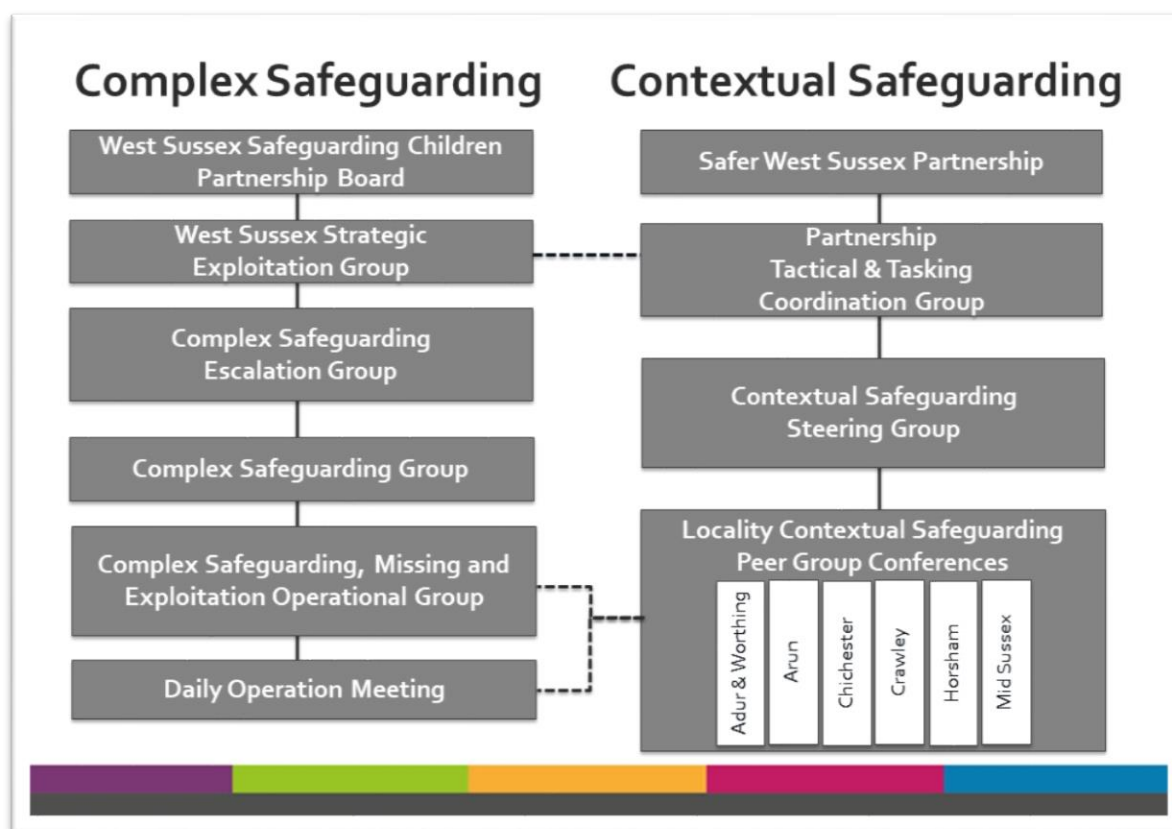 Complex Safeguarding
West Sussex Safeguarding Children
Partnership Board
West Sussex Strategic
Exploitation Group
Complex Safeguarding
Escalation Group
Complex Safeguarding Group
Complex Safeguarding, Missing and
Exploitation Operational Group
Daily Operation Meeting
Contextual Safeguarding
Safer West Sussex Partnership
Partnership
Tactical & Tasking
Coordination Group
Contextual Safeguarding
Steering Group
Locality Contextual Safeguarding
Peer Group Conferences
Adur & Worthing
Arun
Chichester
Crawley
Horsham
Mid Sussex